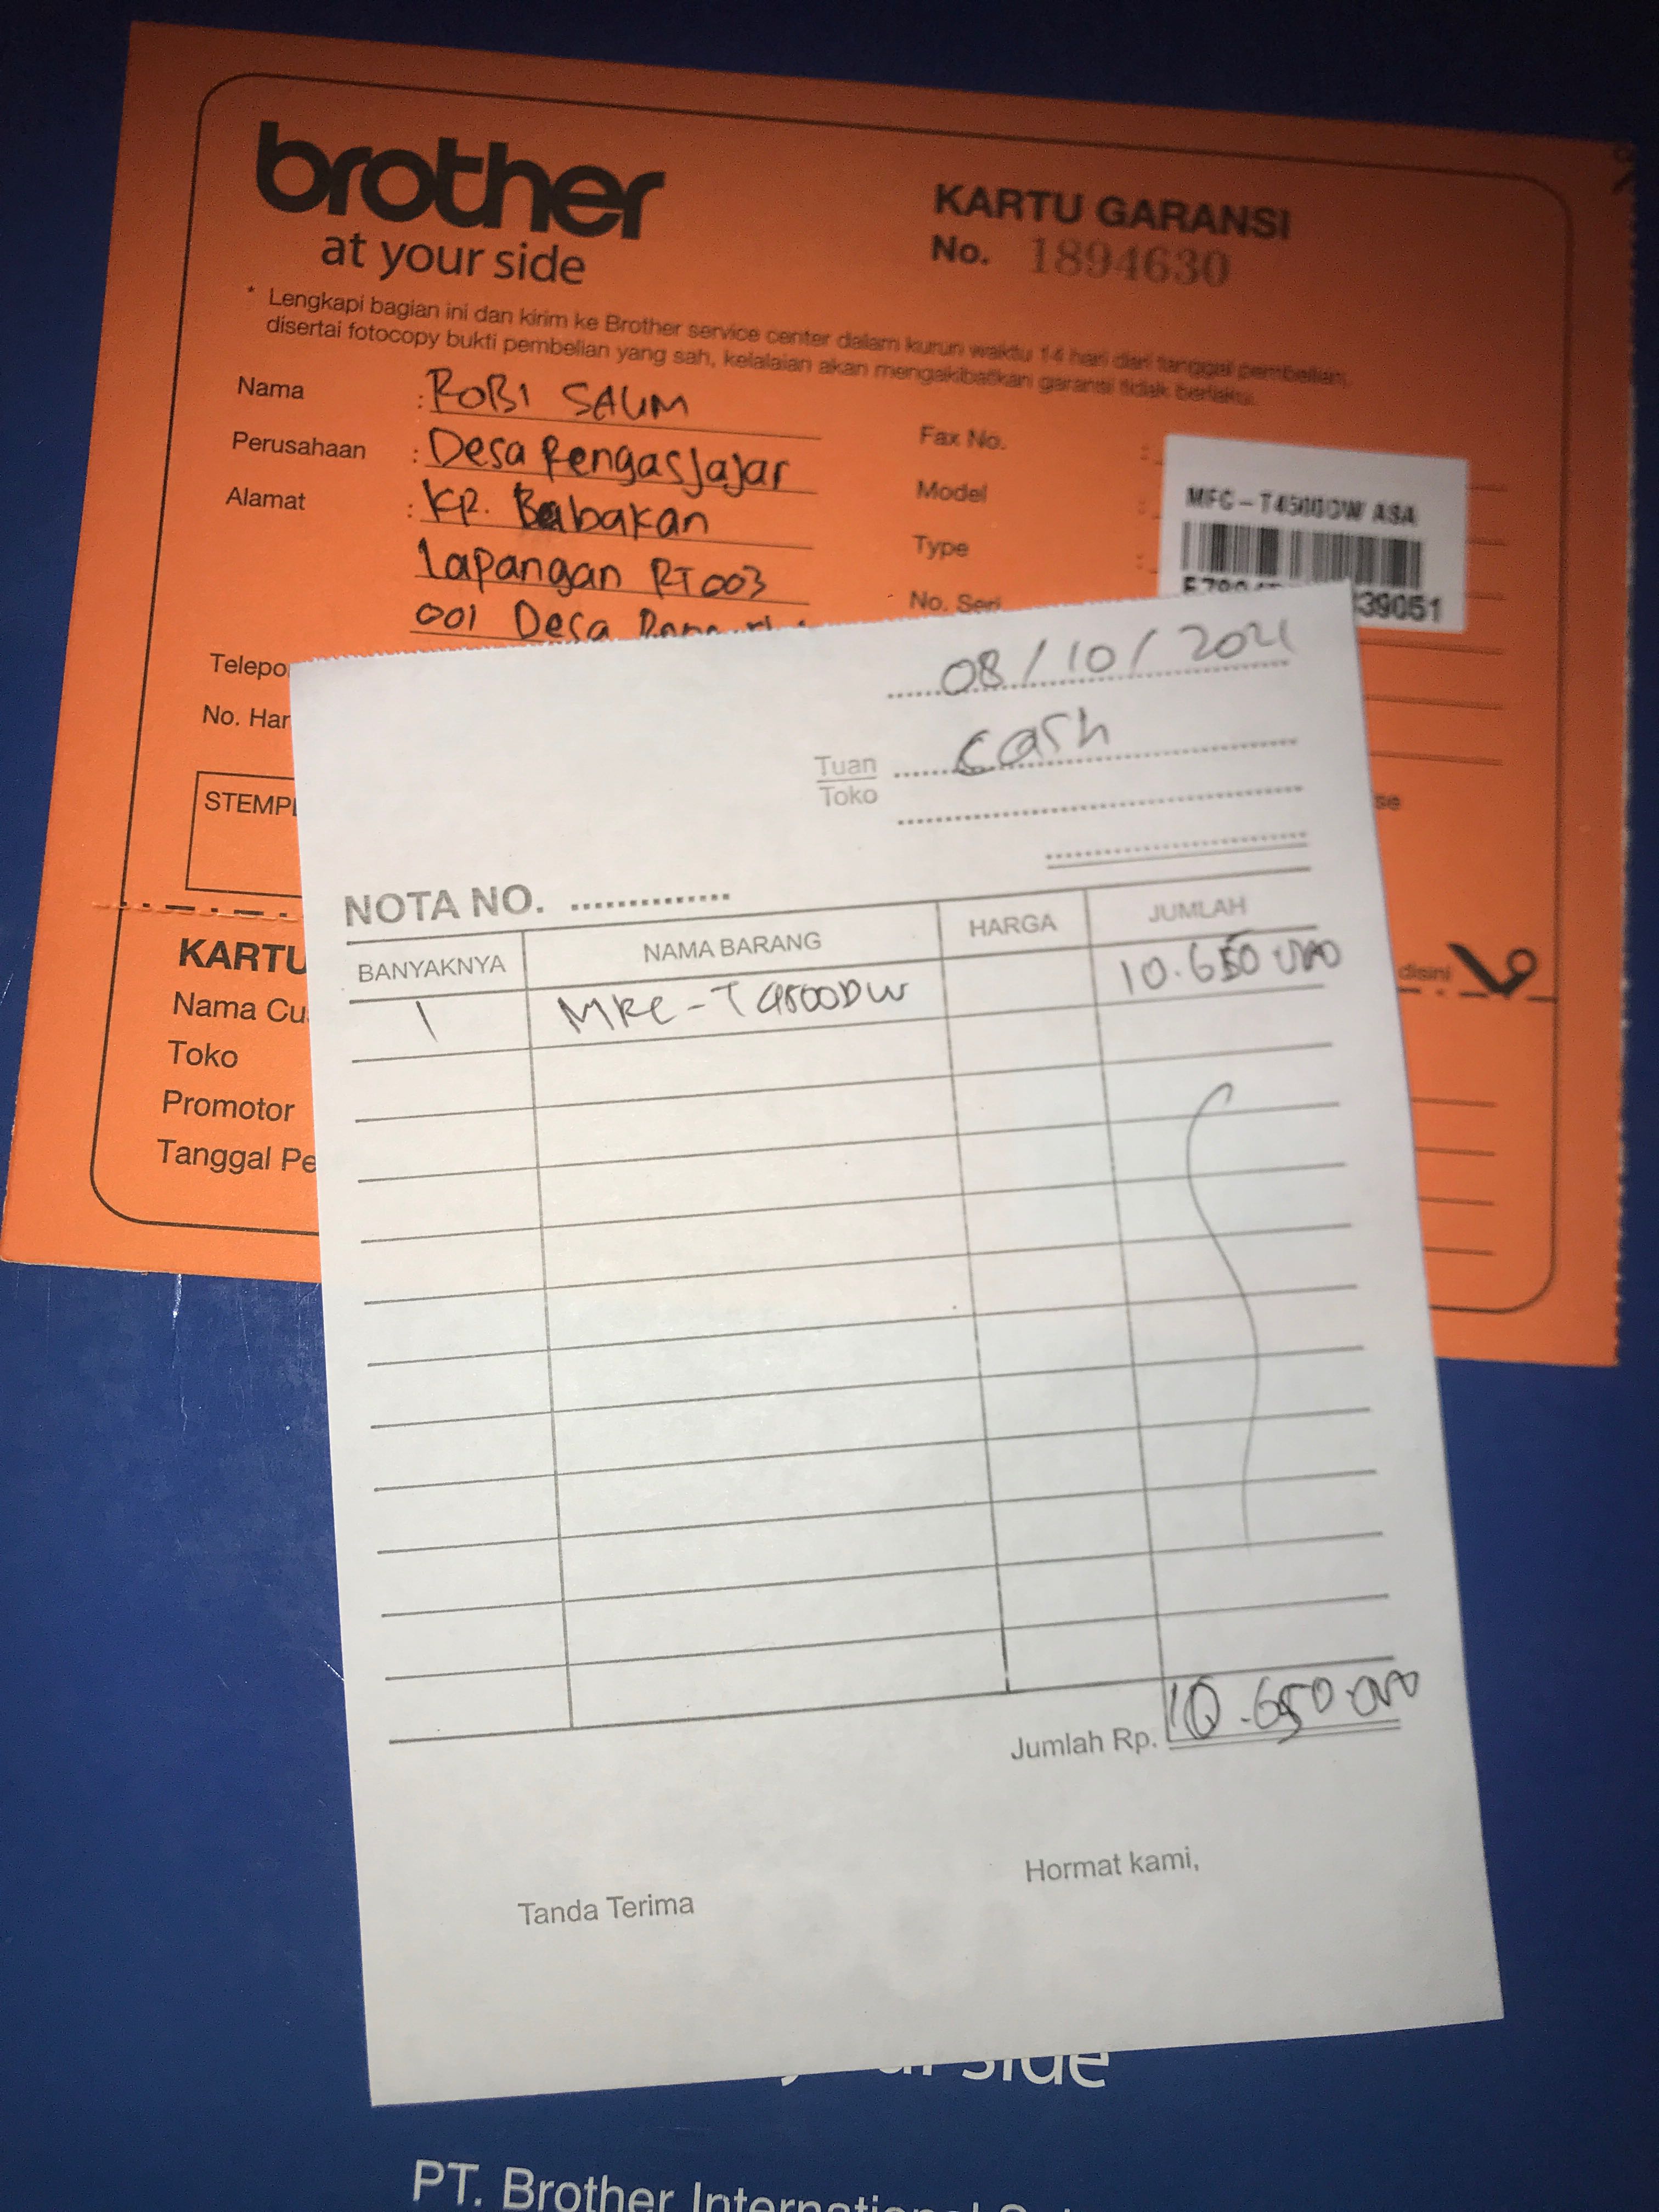 brother
at your side
KARTU GARANSI
No. 1894630
* Lengkapi bagian ini dan kirim ke Brother service center dalam kurun waktu 14 hari dari tanggal pembelian
disertai fotocopy bukti pembelian yang sah, kelalaian akan mengakibatkan garansi tidak berlaku.
Nama : ROBI SALIM
Perusahaan : Desa Rengasjajar
Alamat : KP. Babakan
Lapangan RT 003
001 Desa
Fax No. :
Model :
Type :
No. Seri
MFC-T4500DW ASA
39051
Telepo
No. Har
STEMP
disini
KARTU
Nama Cu
Toko
Promotor
Tanggal Pe
08/10/2021
Tuan
Toko
Cash
NOTA NO.
BANYAKNYA NAMA BARANG HARGA JUMLAH
1 MFC-T4500DW 10.650.000
Jumlah Rp. 10.650.000
Tanda Terima
Hormat kami,
side
PT. Brother